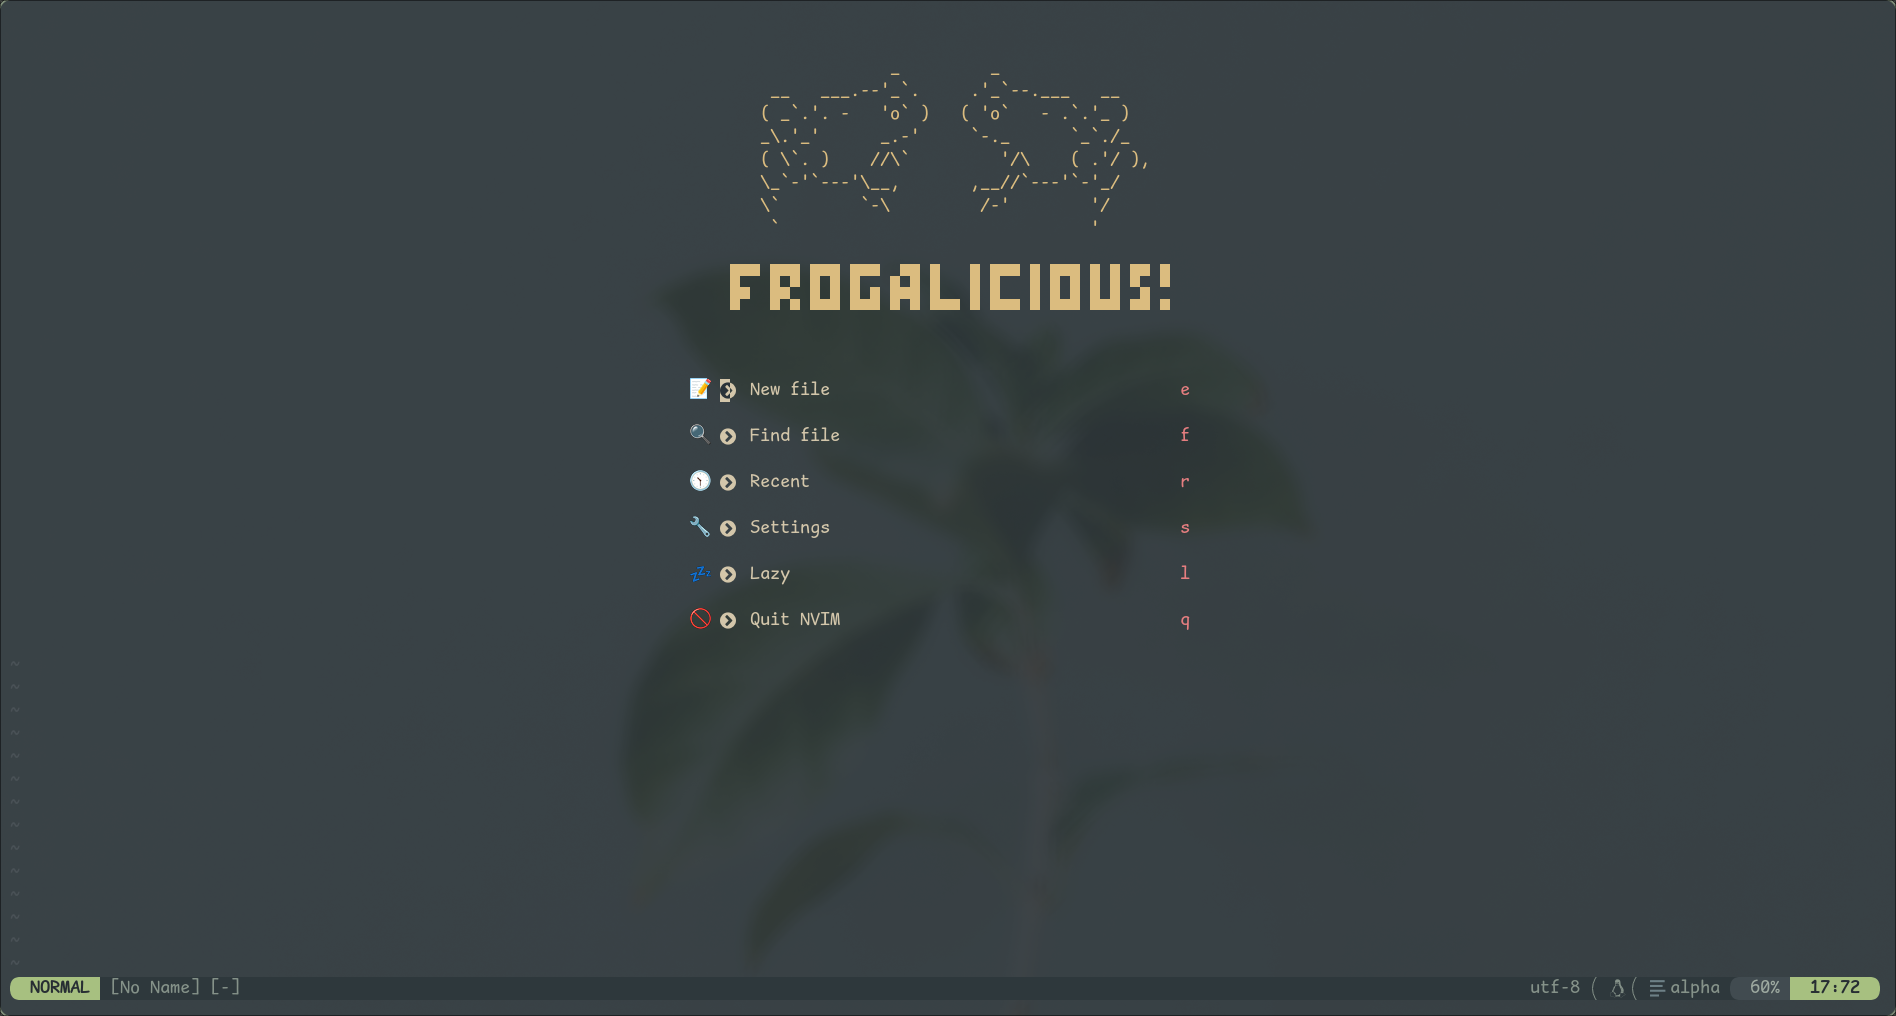 FROGALICIOUS!
New file e
Find file f
Recent r
Settings s
Lazy l
Quit NVIM q
NORMAL [No Name] [-] utf-8 alpha 60% 17:72